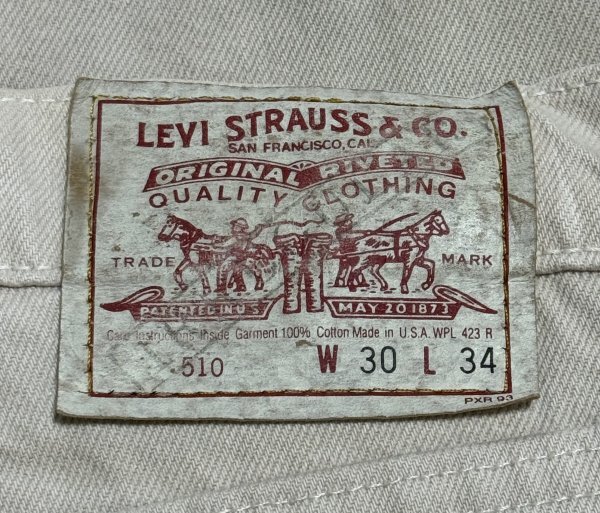 LEVI STRAUSS & CO.
SAN FRANCISCO, CAL.
ORIGINAL RIVETED
QUALITY CLOTHING
TRADE MARK
PATENTED IN U.S. MAY 20 1873
Care Instructions Inside Garment 100% Cotton Made in U.S.A. WPL 423 R
510 W 30 L 34
PXR 93